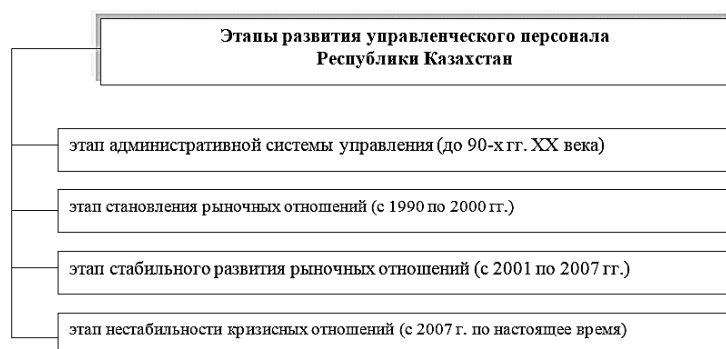 Этапы развития управленческого персонала
Республики Казахстан
этап административной системы управления (до 90-х гг. XX века)
этап становления рыночных отношений (с 1990 по 2000 гг.)
этап стабильного развития рыночных отношений (с 2001 по 2007 гг.)
этап нестабильности кризисных отношений (с 2007 г. по настоящее время)